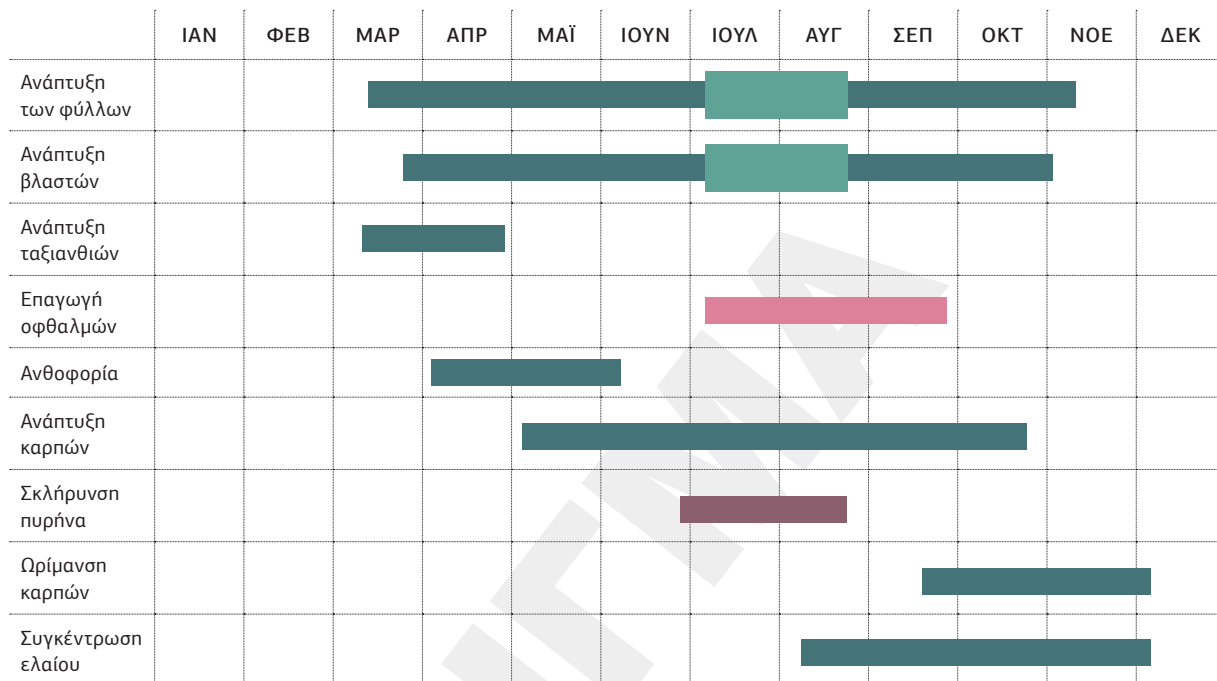 ΙΑΝ ΦΕΒ ΜΑΡ ΑΠΡ ΜΑΪ ΙΟΥΝ ΙΟΥΛ ΑΥΓ ΣΕΠ ΟΚΤ ΝΟΕ ΔΕΚ
Ανάπτυξη
των φύλλων
Ανάπτυξη
βλαστών
Ανάπτυξη
ταξιανθιών
Επαγωγή
οφθαλμών
Ανθοφορία
Ανάπτυξη
καρπών
Σκλήρυνση
πυρήνα
Ωρίμανση
καρπών
Συγκέντρωση
ελαίου